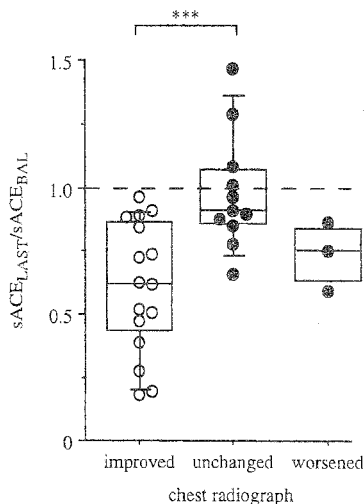 ***
1.5
1.0
0.5
0
sACE_LAST/sACE_BAL
improved unchanged worsened
chest radiograph